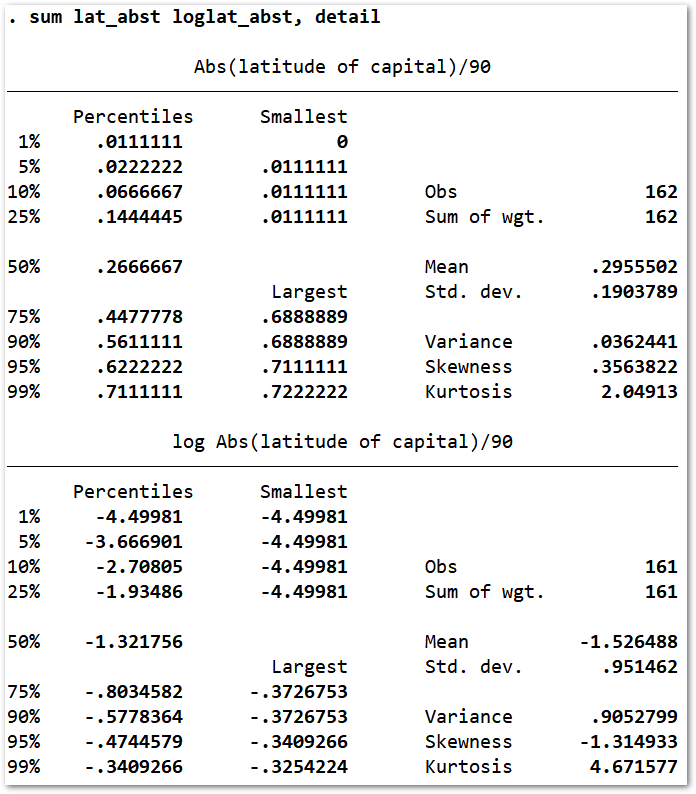 . sum lat_abst loglat_abst, detail
Abs(latitude of capital)/90
Percentiles Smallest
1% .0111111 0
5% .0222222 .0111111
10% .0666667 .0111111 Obs 162
25% .1444445 .0111111 Sum of wgt. 162
50% .2666667 Mean .2955502
Largest Std. dev. .1903789
75% .4477778 .6888889
90% .5611111 .6888889 Variance .0362441
95% .6222222 .7111111 Skewness .3563822
99% .7111111 .7222222 Kurtosis 2.04913
log Abs(latitude of capital)/90
Percentiles Smallest
1% -4.49981 -4.49981
5% -3.666901 -4.49981
10% -2.70805 -4.49981 Obs 161
25% -1.93486 -4.49981 Sum of wgt. 161
50% -1.321756 Mean -1.526488
Largest Std. dev. .951462
75% -.8034582 -.3726753
90% -.5778364 -.3726753 Variance .9052799
95% -.4744579 -.3409266 Skewness -1.314933
99% -.3409266 -.3254224 Kurtosis 4.671577